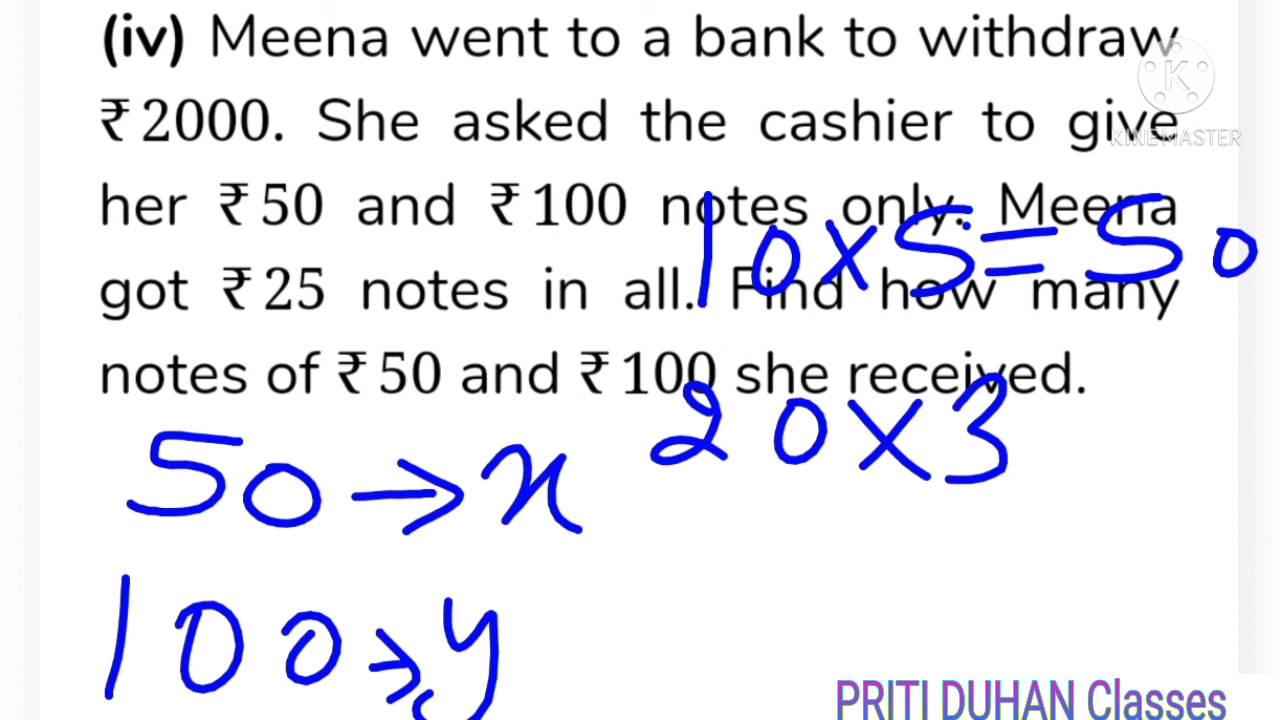 (iv) Meena went to a bank to withdraw
₹2000. She asked the cashier to give
her ₹50 and ₹100 notes only. Meena
got ₹25 notes in all. Find how many
notes of ₹50 and ₹100 she received.
K
KINEMASTER
10×5=50
20×3
50→x
100→y
PRITI DUHAN Classes